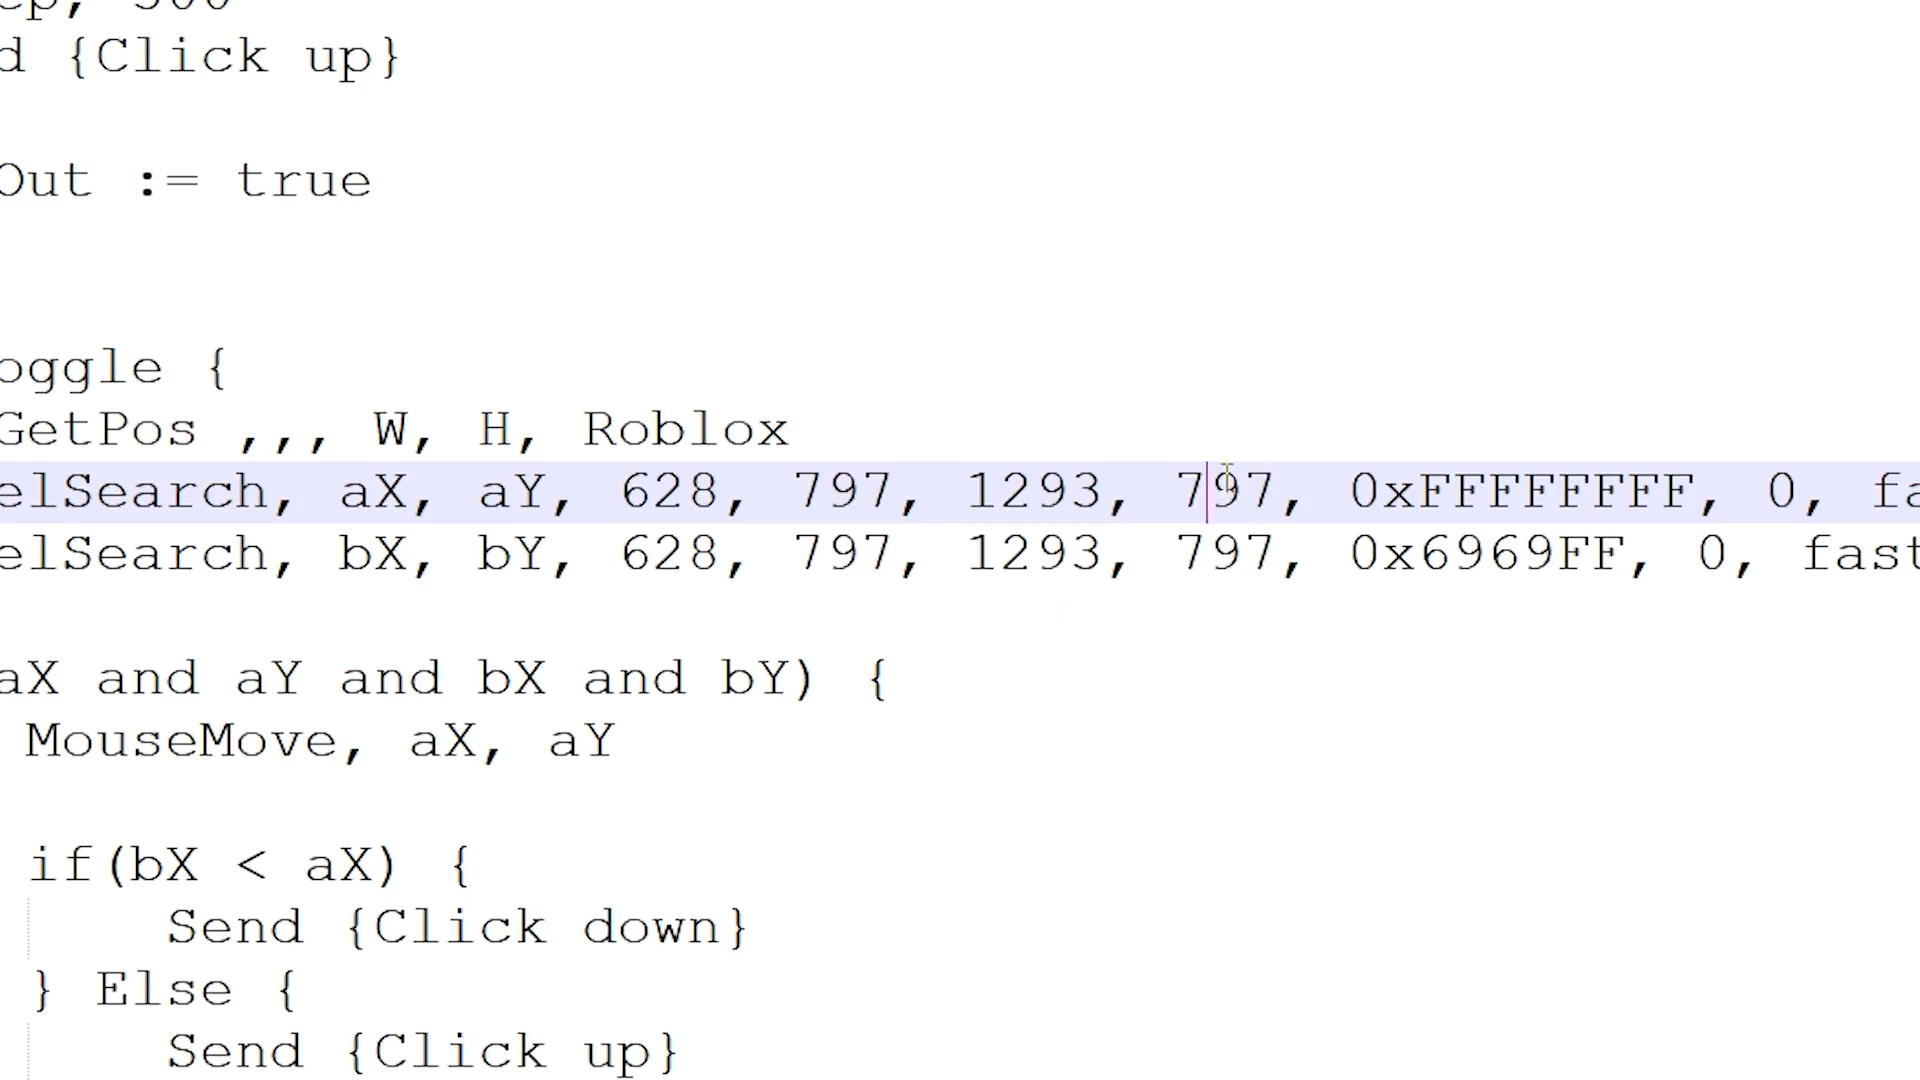 d {Click up}
Out := true
oggle {
GetPos ,,, W, H, Roblox
elSearch, aX, aY, 628, 797, 1293, 797, 0xFFFFFFFF, 0, fa
elSearch, bX, bY, 628, 797, 1293, 797, 0x6969FF, 0, fast
aX and aY and bX and bY) {
MouseMove, aX, aY
if(bX < aX) {
Send {Click down}
} Else {
Send {Click up}